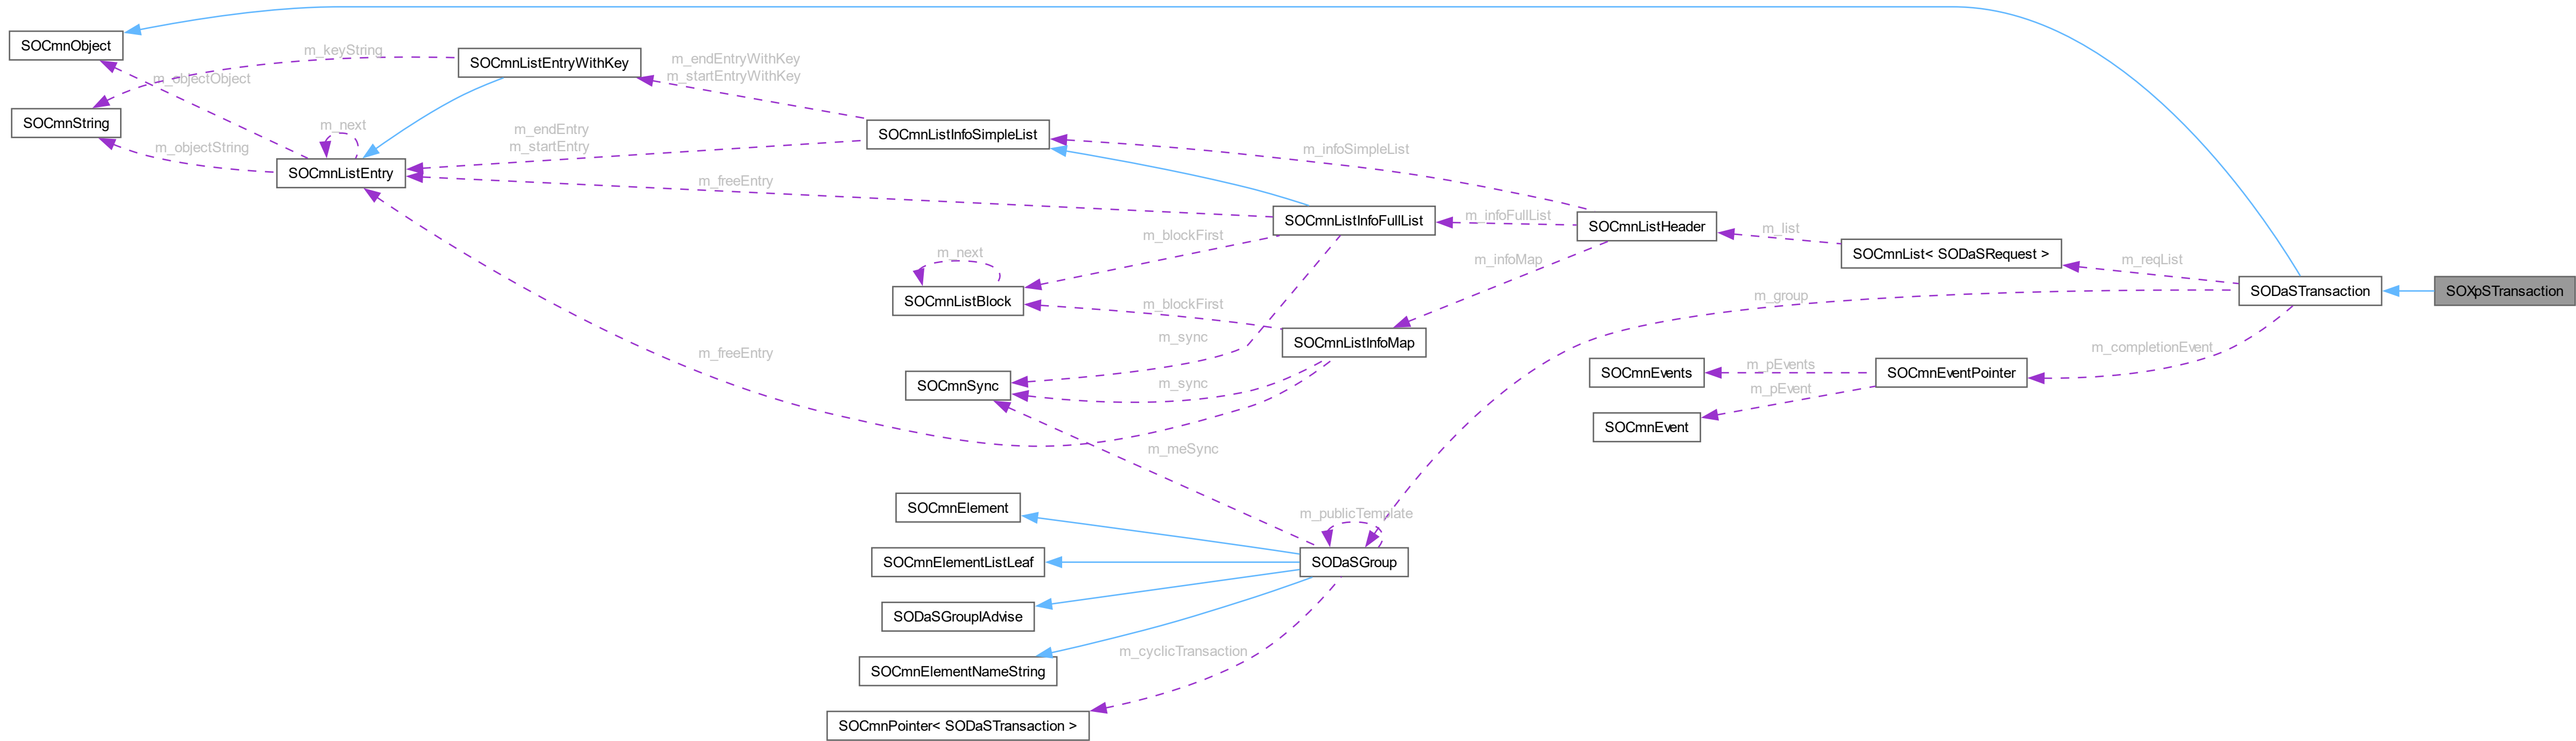 SOCmnObject
m_keyString
SOCmnListEntryWithKey
m_endEntryWithKey
m_startEntryWithKey
m_objectObject
SOCmnString
m_next
m_endEntry
m_startEntry
SOCmnListInfoSimpleList
m_objectString
SOCmnListEntry
m_infoSimpleList
m_freeEntry
SOCmnListInfoFullList
m_infoFullList
SOCmnListHeader
m_list
m_blockFirst
SOCmnList< SODaSRequest >
m_next
m_infoMap
m_reqList
SOCmnListBlock
m_blockFirst
m_group
SODaSTransaction
SOXpSTransaction
m_sync
SOCmnListInfoMap
m_completionEvent
m_freeEntry
SOCmnSync
m_sync
SOCmnEvents
m_pEvents
SOCmnEventPointer
m_pEvent
SOCmnEvent
m_meSync
SOCmnElement
m_publicTemplate
SOCmnElementListLeaf
SODaSGroup
SODaSGroupIAdvise
m_cyclicTransaction
SOCmnElementNameString
SOCmnPointer< SODaSTransaction >